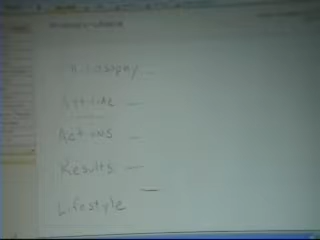 Philosophy —
Attitude —
Actions —
Results —
Lifestyle